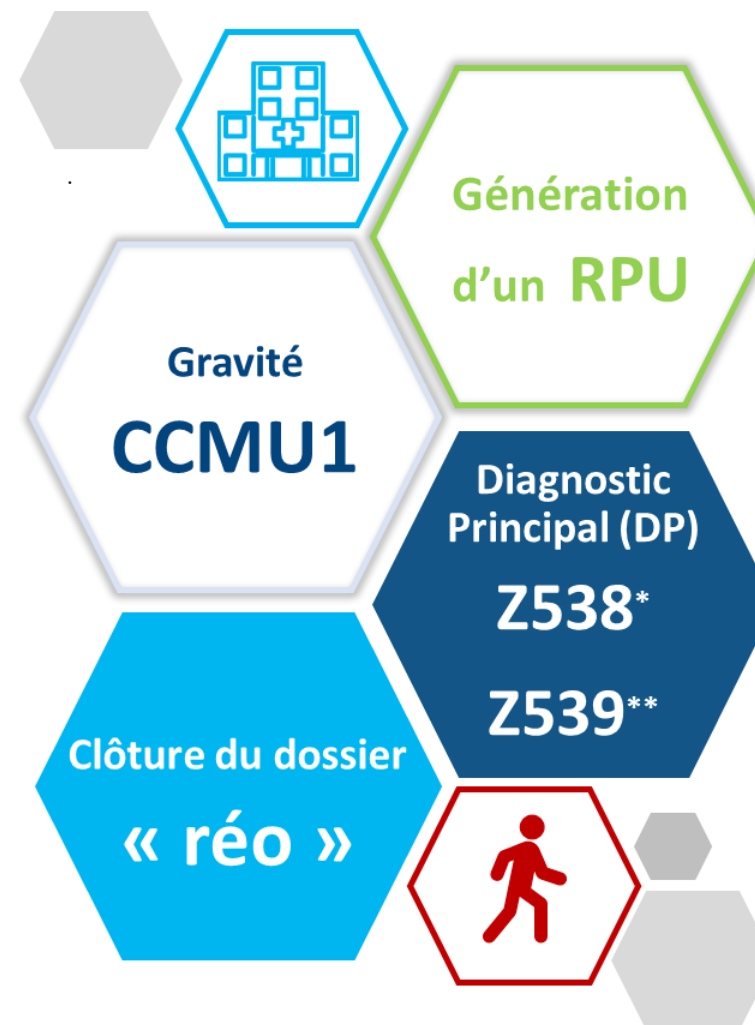 Génération
d’un RPU
Gravité
CCMU1
Diagnostic
Principal (DP)
Z538*
Z539**
Clôture du dossier
« réo »